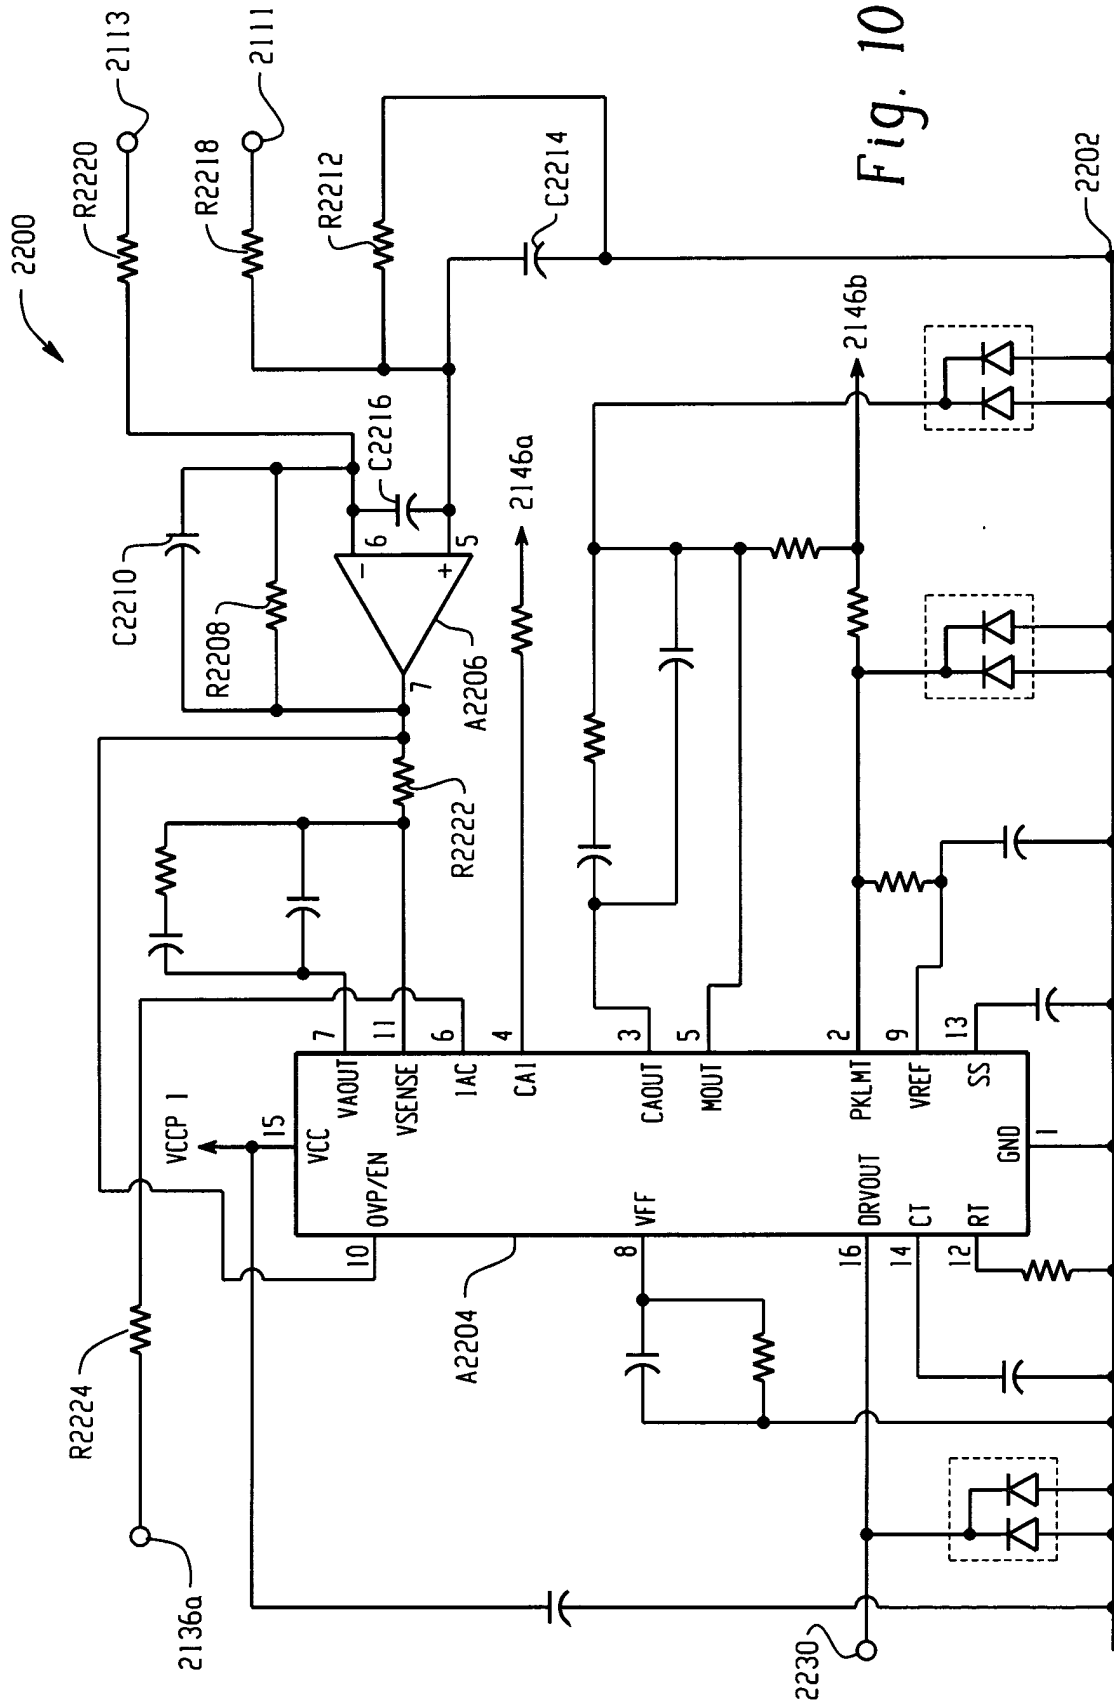 2200
R2220
2113
R2218
2111
R2212
C2214
C2210
R2208
C2216
6
5
-
+
7
A2206
R2222
2146a
2146b
Fig. 10
2202
R2224
2136a
VCCP 1
15
VCC
10
OVP/EN
A2204
8
VFF
16
DRVOUT
14
CT
12
RT
7
VAOUT
11
VSENSE
6
1AC
4
CA1
3
CAOUT
5
MOUT
2
PKLMT
9
VREF
13
SS
GND
1
2230